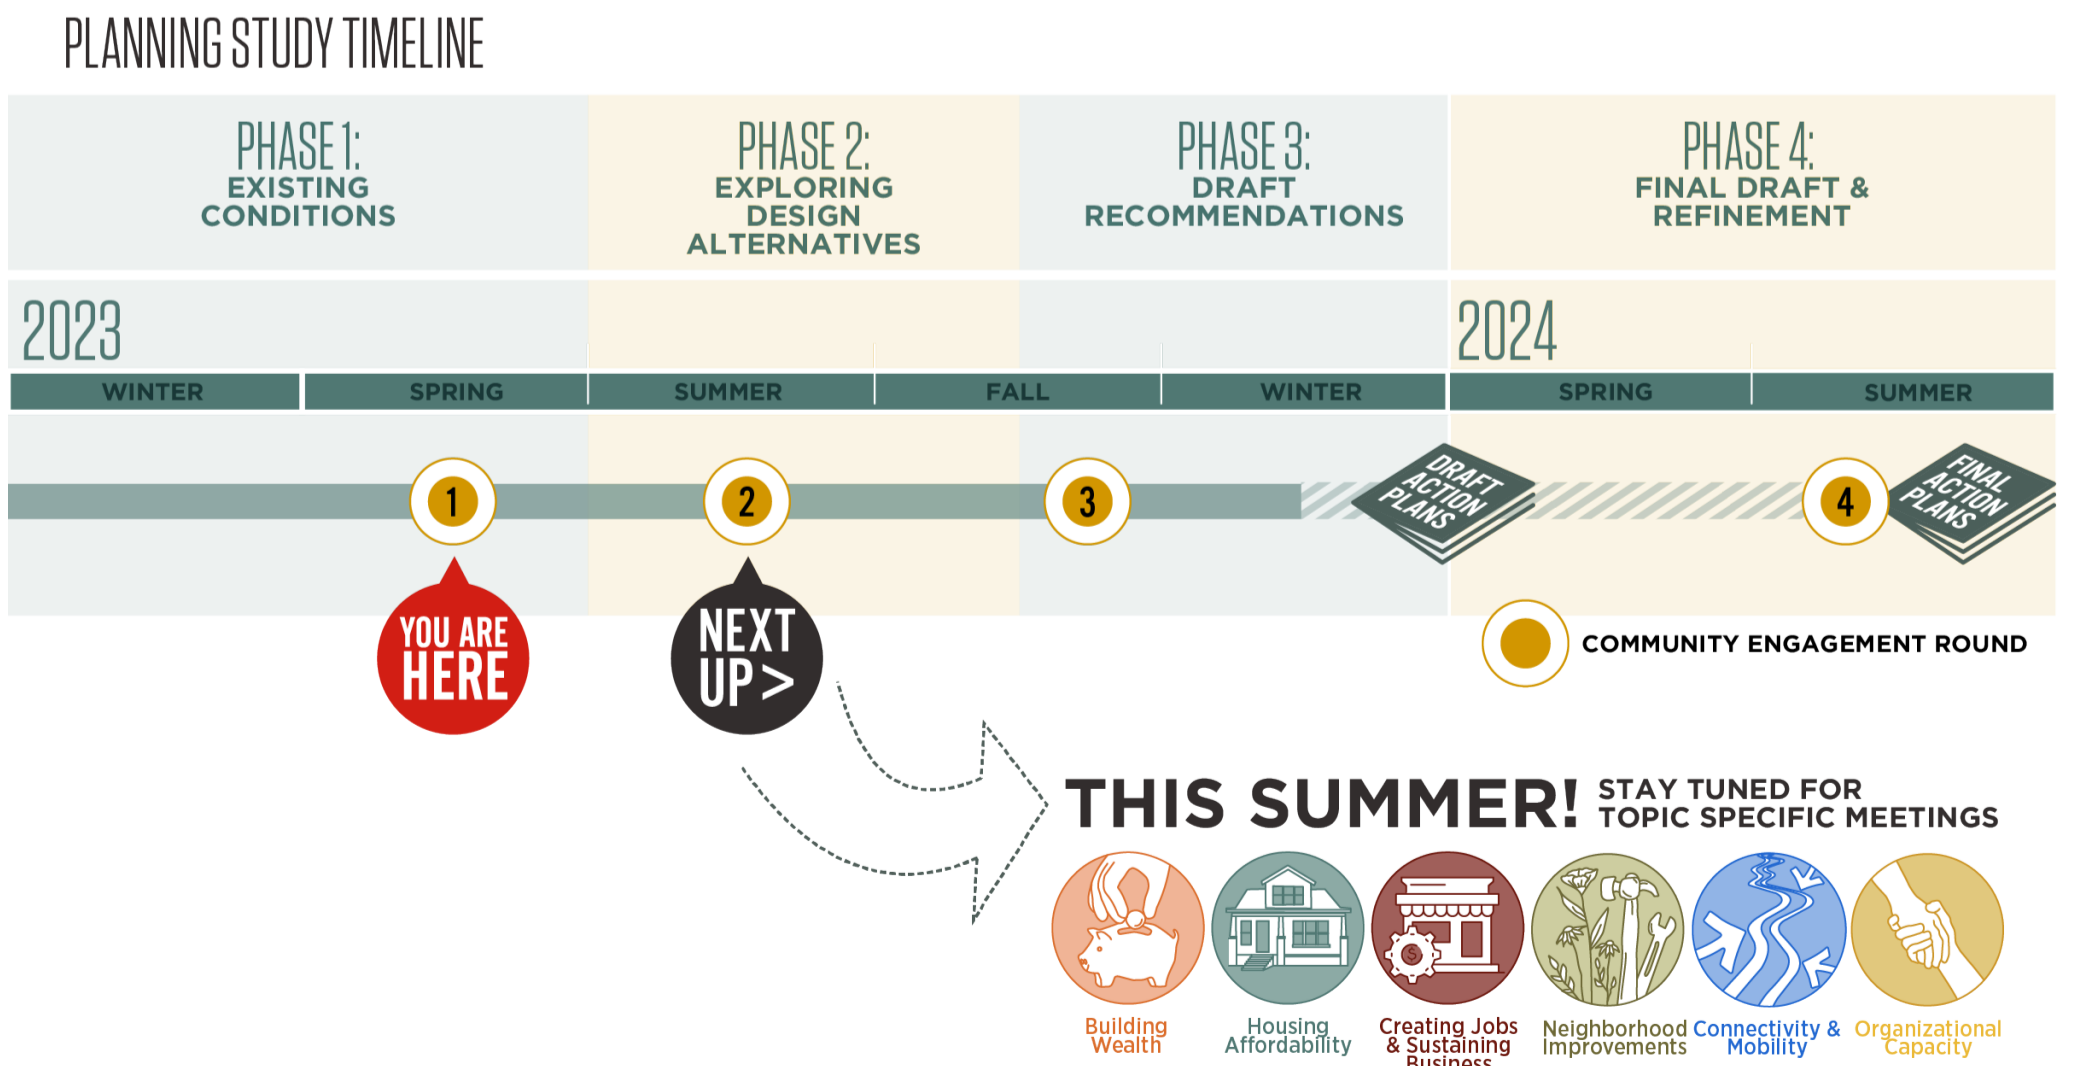 PLANNING STUDY TIMELINE
PHASE 1:
EXISTING
CONDITIONS
PHASE 2:
EXPLORING
DESIGN
ALTERNATIVES
PHASE 3:
DRAFT
RECOMMENDATIONS
PHASE 4:
FINAL DRAFT &
REFINEMENT
2023
2024
WINTER
SPRING
SUMMER
FALL
WINTER
SPRING
SUMMER
1
2
3
DRAFT
ACTION
PLANS
4
FINAL
ACTION
PLANS
YOU ARE
HERE
NEXT
UP >
COMMUNITY ENGAGEMENT ROUND
THIS SUMMER!
STAY TUNED FOR
TOPIC SPECIFIC MEETINGS
$
Building
Wealth
Housing
Affordability
Creating Jobs
& Sustaining
Business
Neighborhood
Improvements
Connectivity &
Mobility
Organizational
Capacity